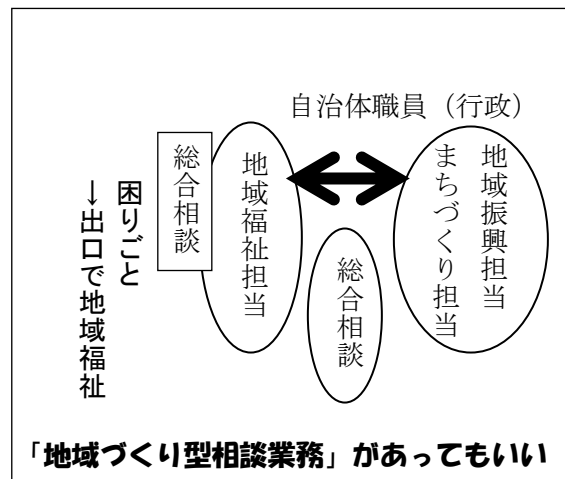 自治体職員（行政）
地域振興担当
まちづくり担当
総合相談
地域福祉担当
総合相談
困りごと
→出口で地域福祉
「地域づくり型相談業務」があってもいい